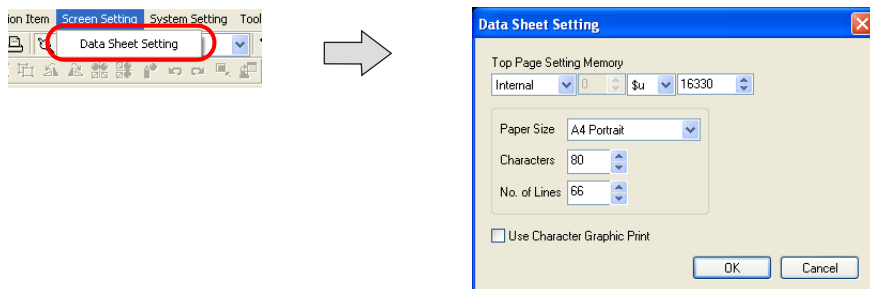 ion Item Screen Setting System Setting Tool
Data Sheet Setting
Data Sheet Setting
Top Page Setting Memory
Internal 0 $u 16330
Paper Size A4 Portrait
Characters 80
No. of Lines 66
Use Character Graphic Print
OK Cancel